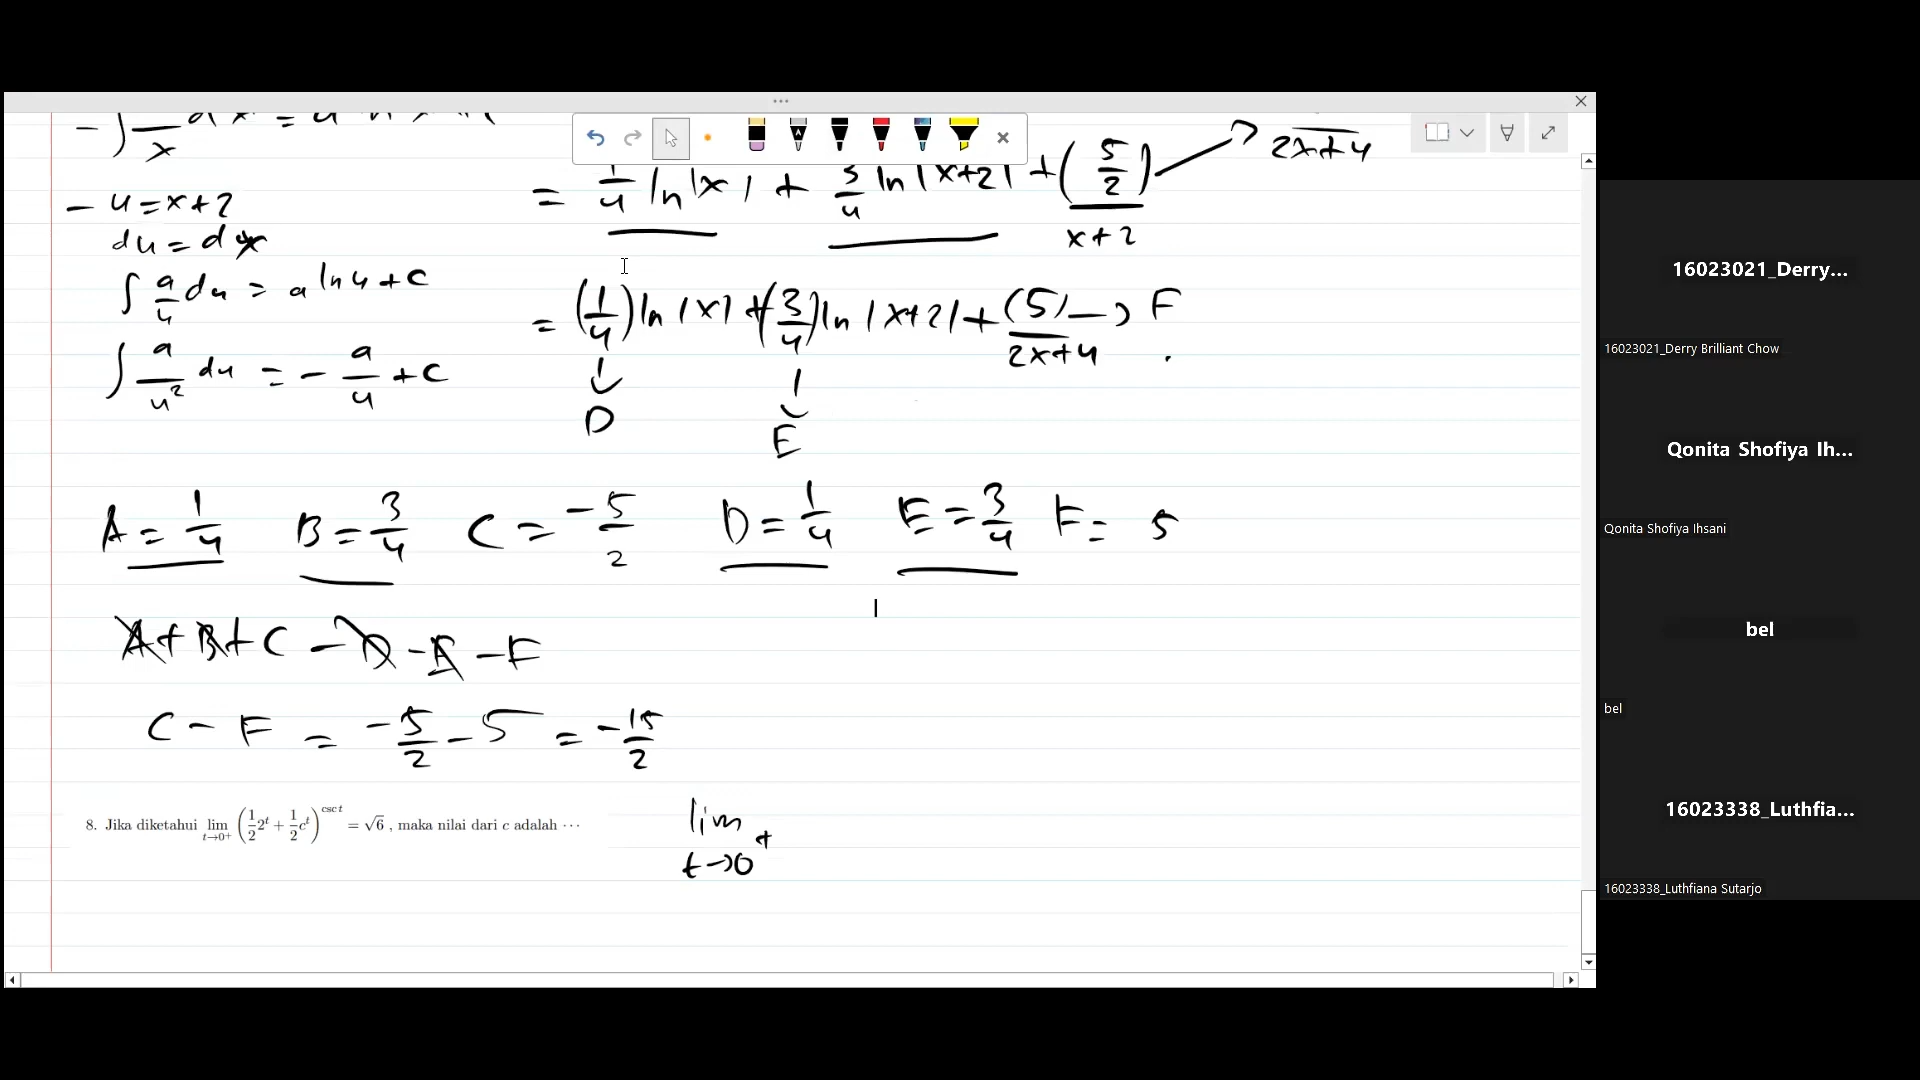 - ∫ — dx = a ln x + C
x
- u = x+2
du = dx
∫ a/u du = a ln u + C
∫ a/u² du = - a/u + C
2x+4
= 1/4 ln |x| + 3/4 ln |x+2| + (5/2)/(x+2) →
= (1/4) ln |x| + (3/4) ln |x+2| + (5)/(2x+4) → F
↓ D
↓ E
A = 1/4 B = 3/4 C = -5/2 D = 1/4 E = 3/4 F = 5
A + B + C - D - E - F
C - F = -5/2 - 5 = -15/2
8. Jika diketahui lim t→0⁺ (1/2 2^t + 1/2 c^t)^csc t = √6 , maka nilai dari c adalah ···
lim t→0⁺
16023021_Derry...
16023021_Derry Brilliant Chow
Qonita Shofiya Ih...
Qonita Shofiya Ihsani
bel
bel
16023338_Luthfia...
16023338_Luthfiana Sutarjo